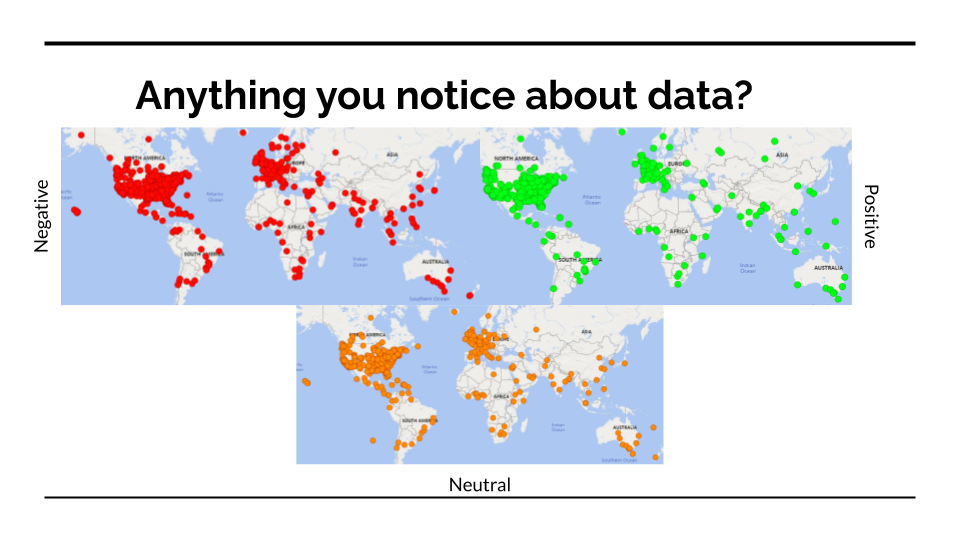 Anything you notice about data?
Negative
NORTH AMERICA
ASIA
Atlantic
Ocean
AFRICA
Indian
Ocean
AUSTRALIA
Southern Ocean
NORTH AMERICA
EUROPE
ASIA
Atlantic
Ocean
AFRICA
SOUTH AMERICA
Indian
Ocean
AUSTRALIA
Positive
ASIA
Atlantic
Ocean
AFRICA
SOUTH AMERICA
Indian
Ocean
AUSTRALIA
Southern Ocean
Neutral